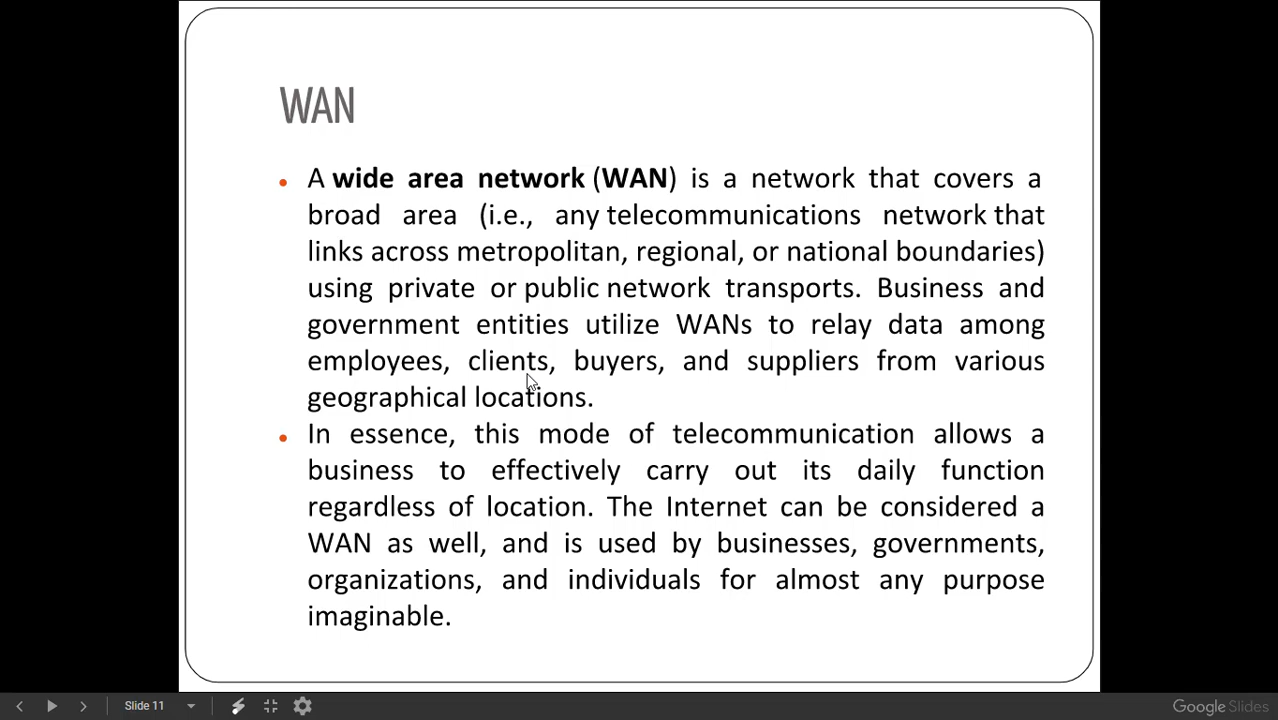 WAN
• A wide area network (WAN) is a network that covers a
broad area (i.e., any telecommunications network that
links across metropolitan, regional, or national boundaries)
using private or public network transports. Business and
government entities utilize WANs to relay data among
employees, clients, buyers, and suppliers from various
geographical locations.
• In essence, this mode of telecommunication allows a
business to effectively carry out its daily function
regardless of location. The Internet can be considered a
WAN as well, and is used by businesses, governments,
organizations, and individuals for almost any purpose
imaginable.
Slide 11
Google Slides